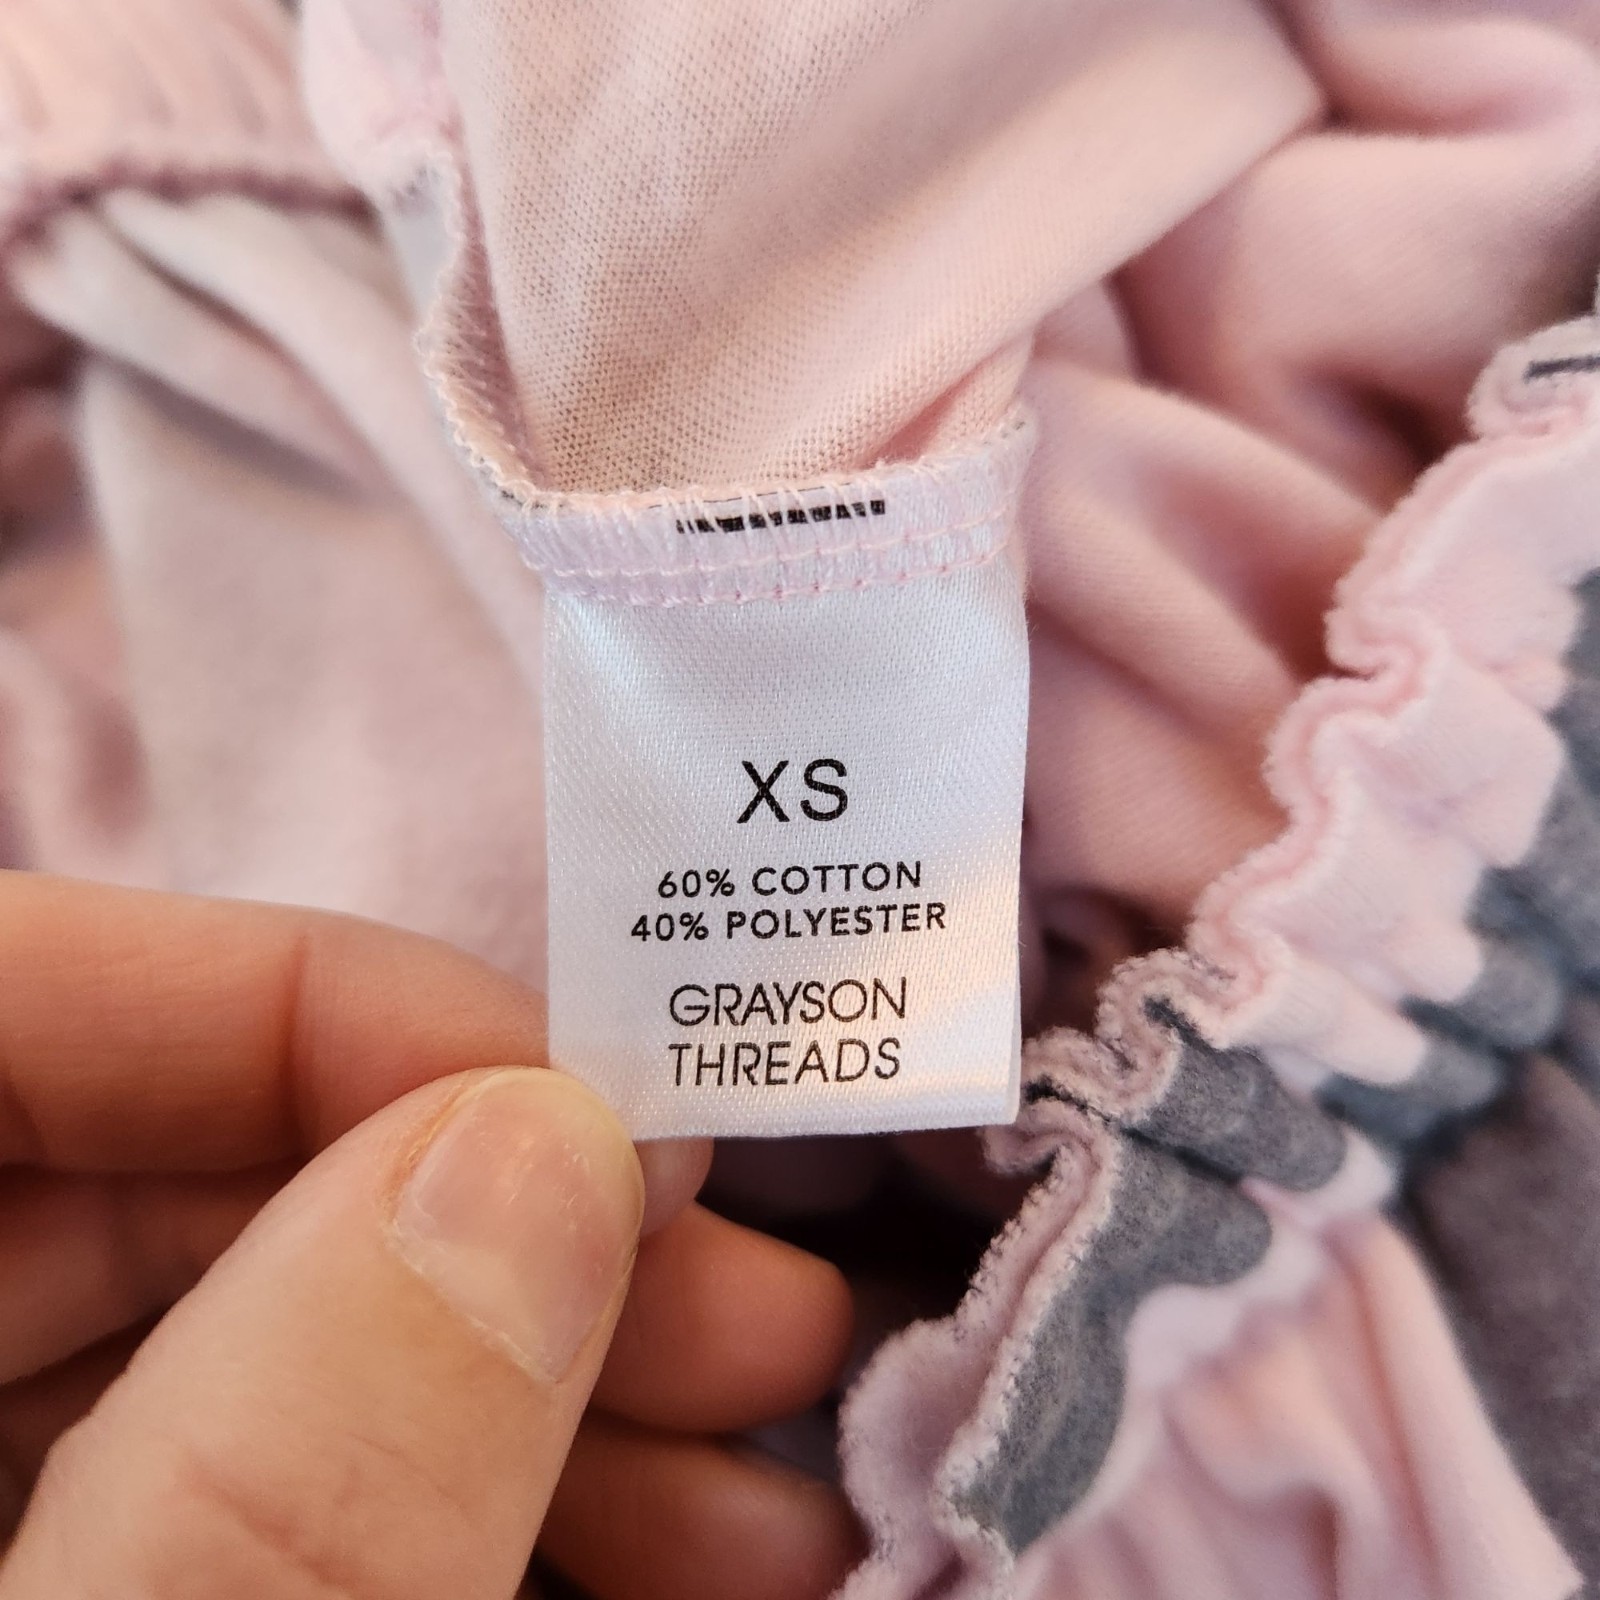 XS
60% COTTON
40% POLYESTER
GRAYSON
THREADS